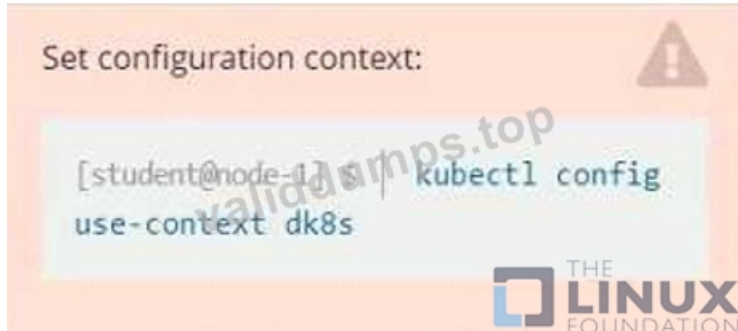 Set configuration context:
[student@node-1] $ | kubectl config
use-context dk8s
validdumps.top
THE
LINUX
FOUNDATION